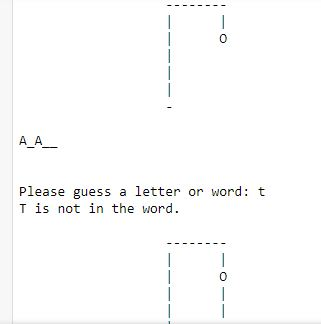 --------
|      |
|      O
|
|
|
-
A_A__
Please guess a letter or word: t
T is not in the word.
--------
|      |
|      O
|      |
|      |